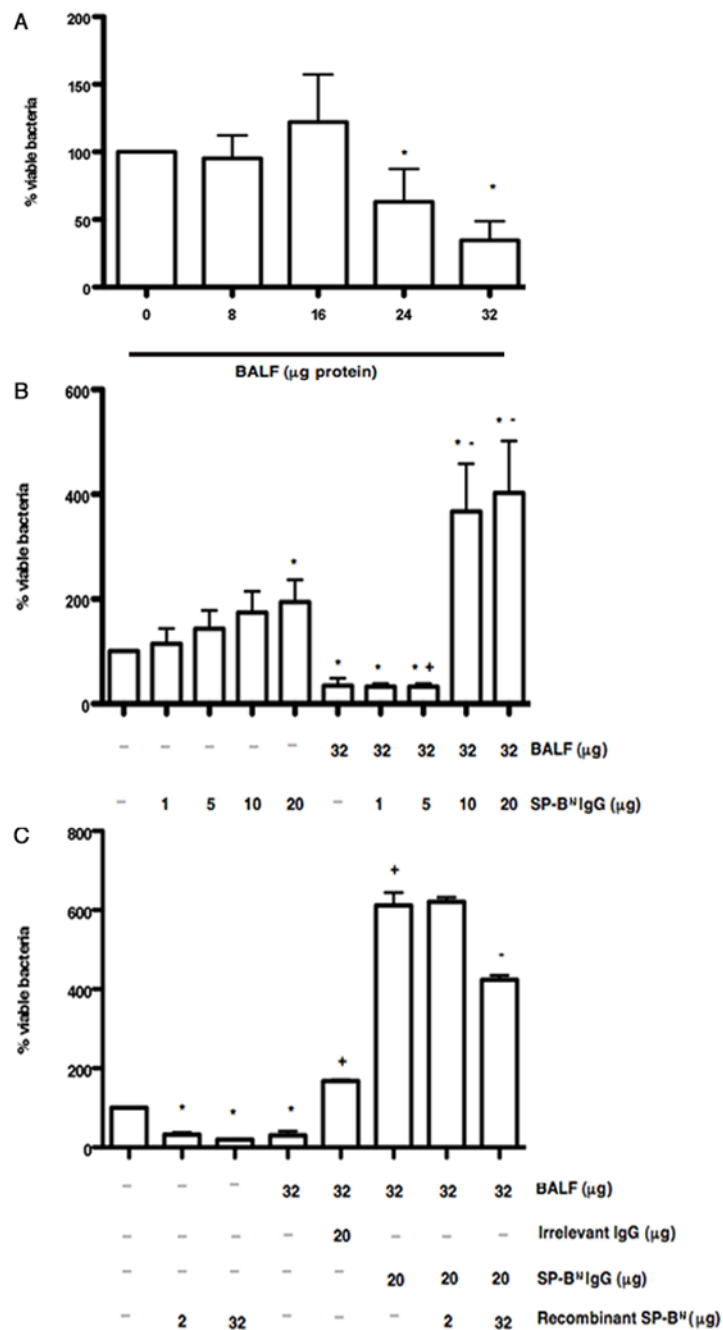 A
200
150
100
50
0
% viable bacteria
* *
0 8 16 24 32
BALF (µg protein)
B
600
400
200
0
% viable bacteria
* * * * + * - * -
– – – – – 32 32 32 32 32 BALF (µg)
– 1 5 10 20 – 1 5 10 20 SP-Bᴺ IgG (µg)
C
800
600
400
200
0
% viable bacteria
* * * + + -
– – – 32 32 32 32 32 BALF (µg)
– – – – 20 – – – Irrelevant IgG (µg)
– – – – – 20 20 20 SP-Bᴺ IgG (µg)
– 2 32 – – – 2 32 Recombinant SP-Bᴺ (µg)